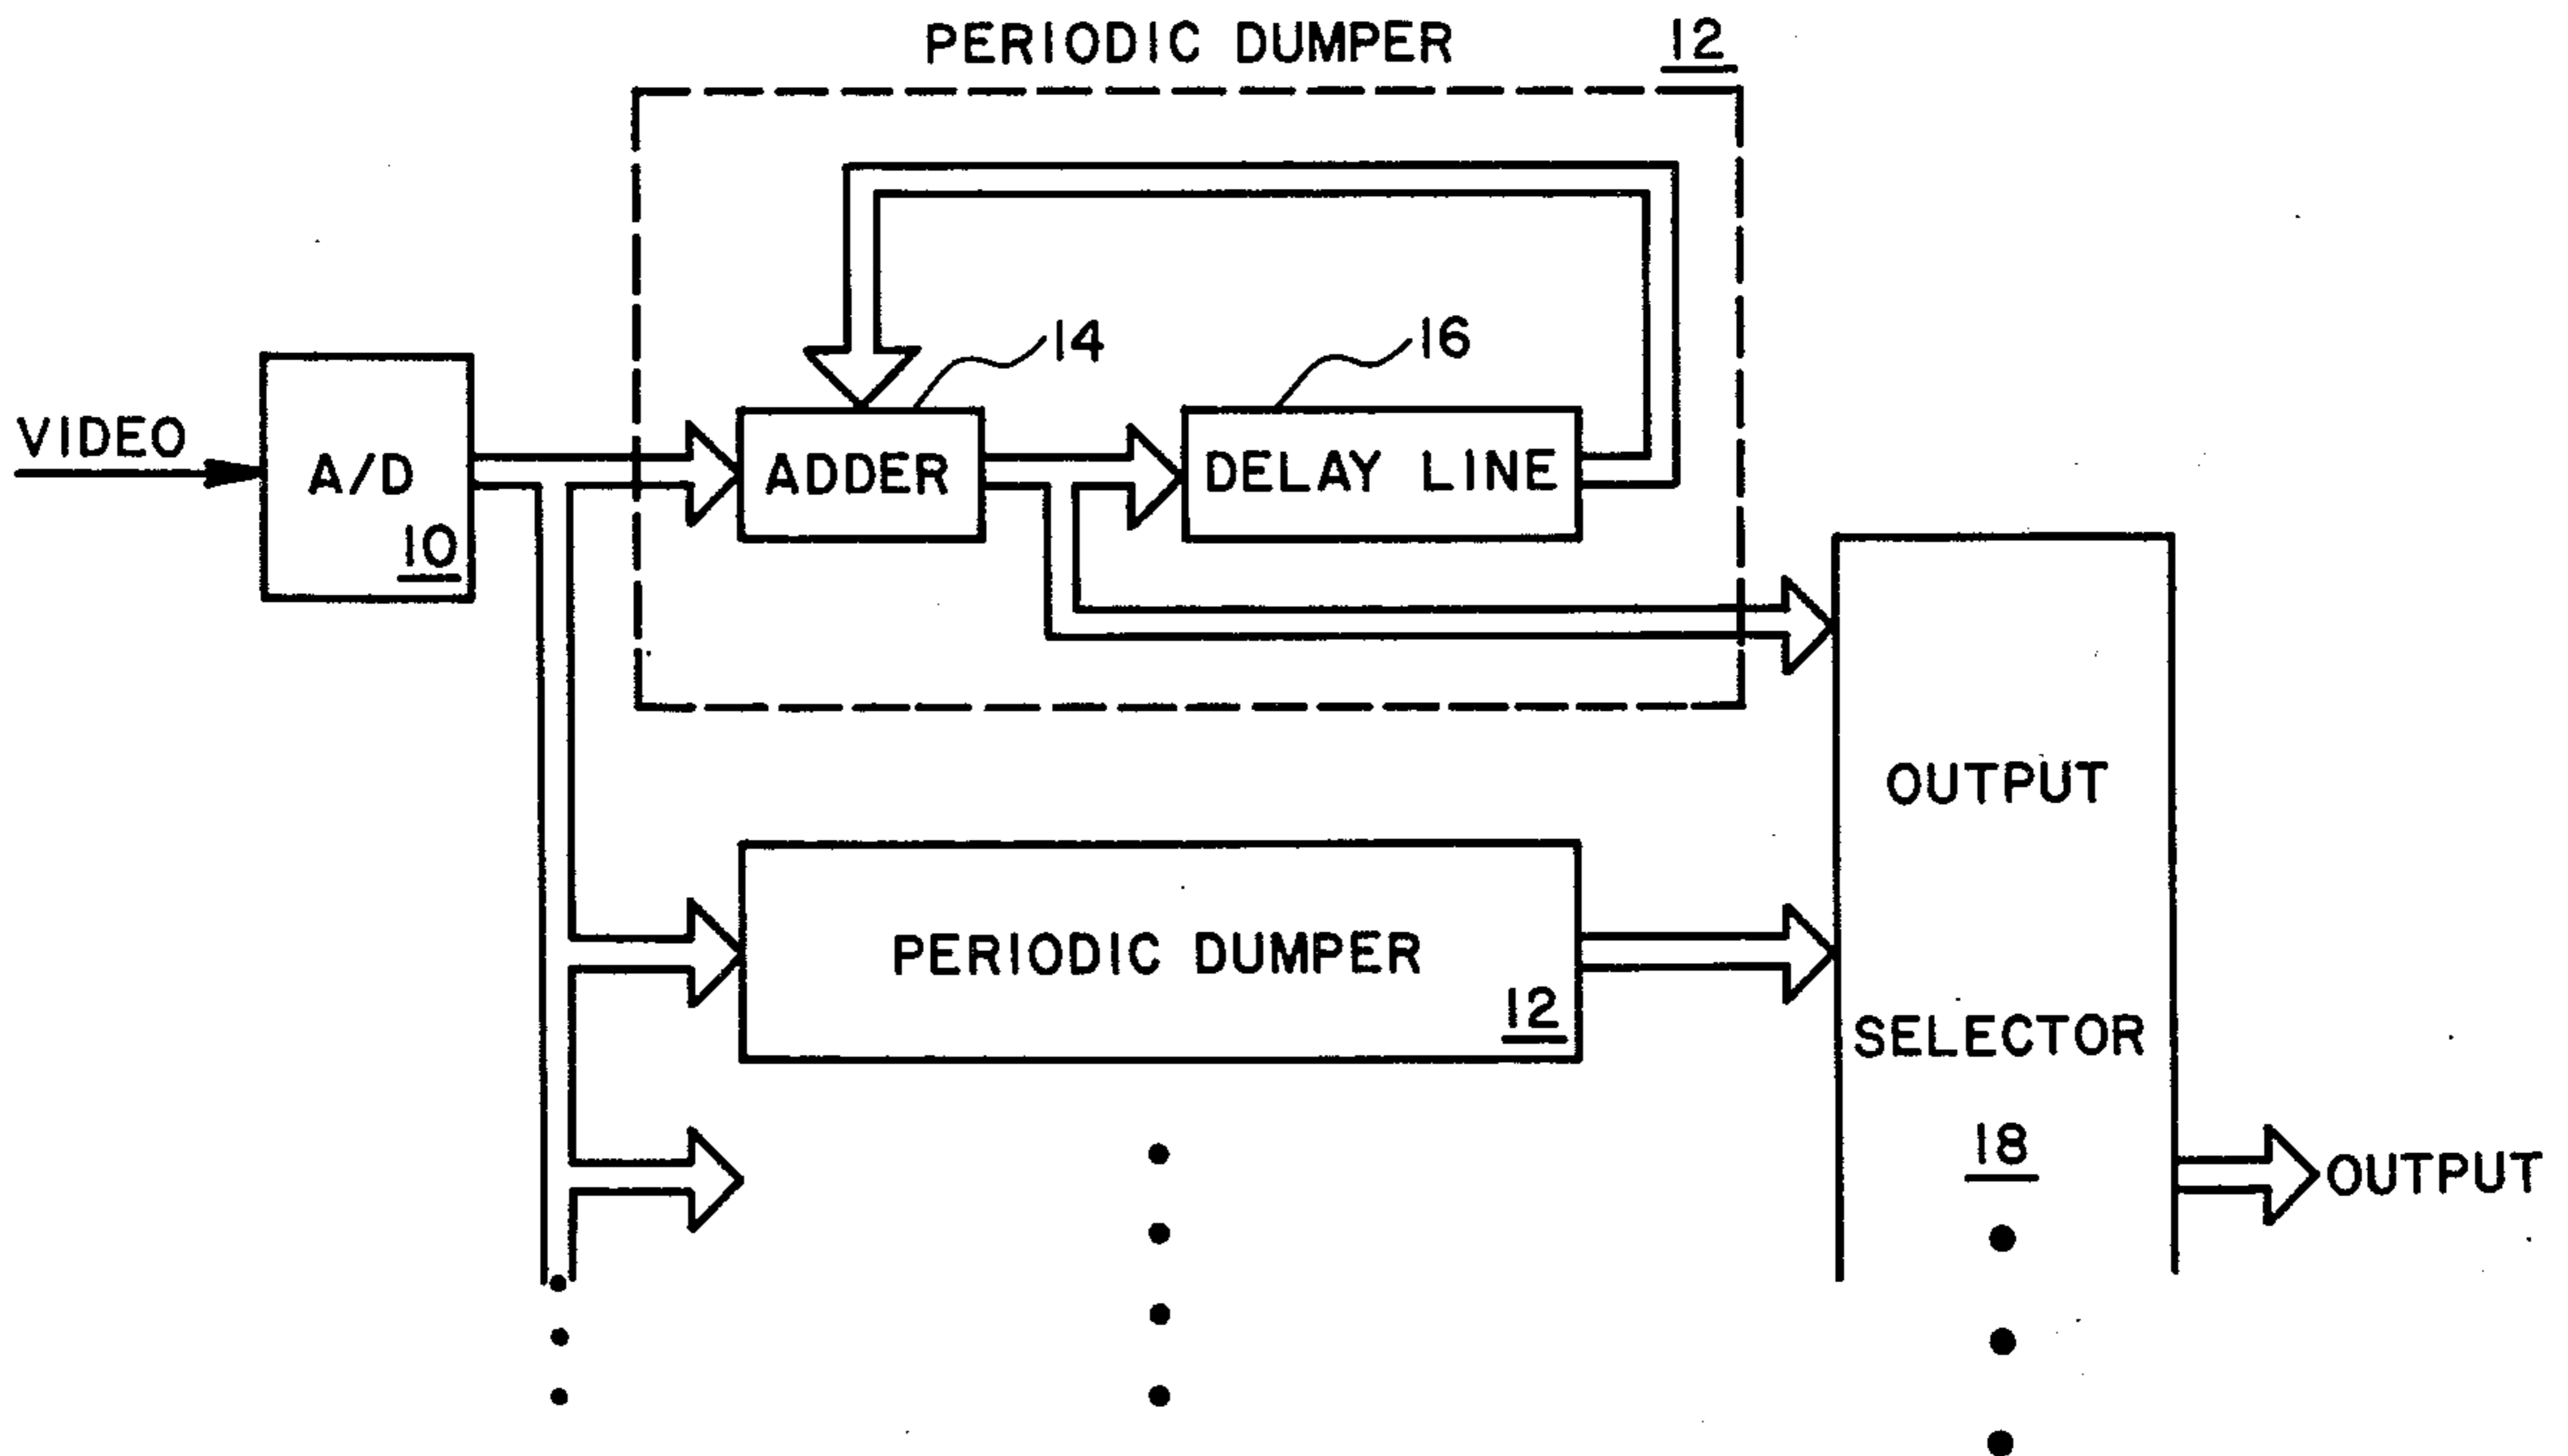 PERIODIC DUMPER 12
14
16
VIDEO
A/D
10
ADDER
DELAY LINE
OUTPUT
SELECTOR
18
PERIODIC DUMPER
12
OUTPUT